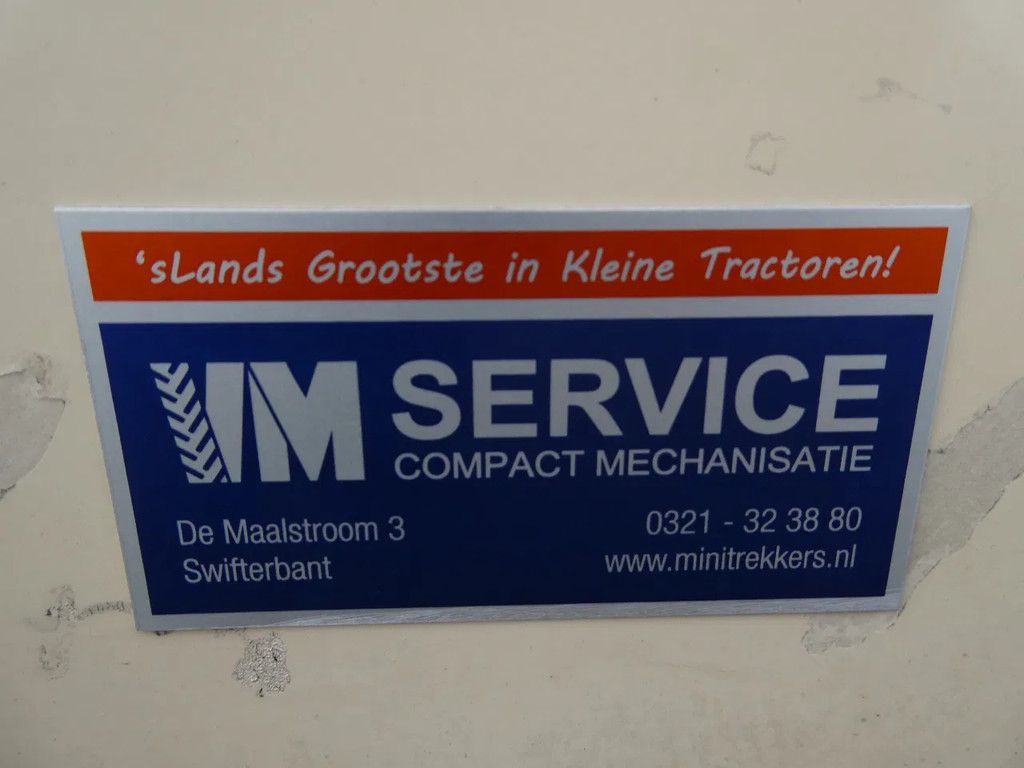 'sLands Grootste in Kleine Tractoren!
VM SERVICE
COMPACT MECHANISATIE
De Maalstroom 3
0321 - 32 38 80
Swifterbant
www.minitrekkers.nl